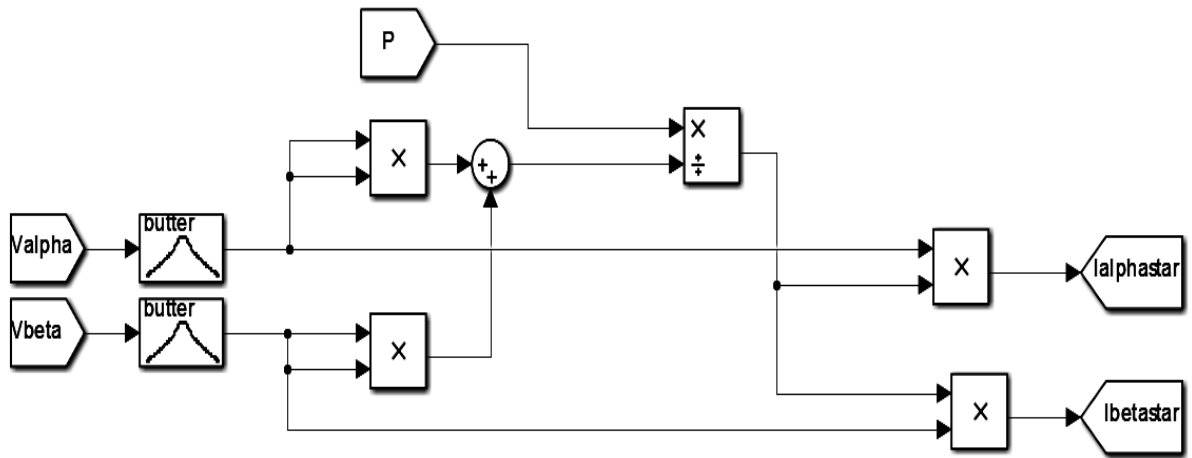 P
X
X
÷
+
+
Valpha
butter
X
Ialphastar
Vbeta
butter
X
X
Ibetastar